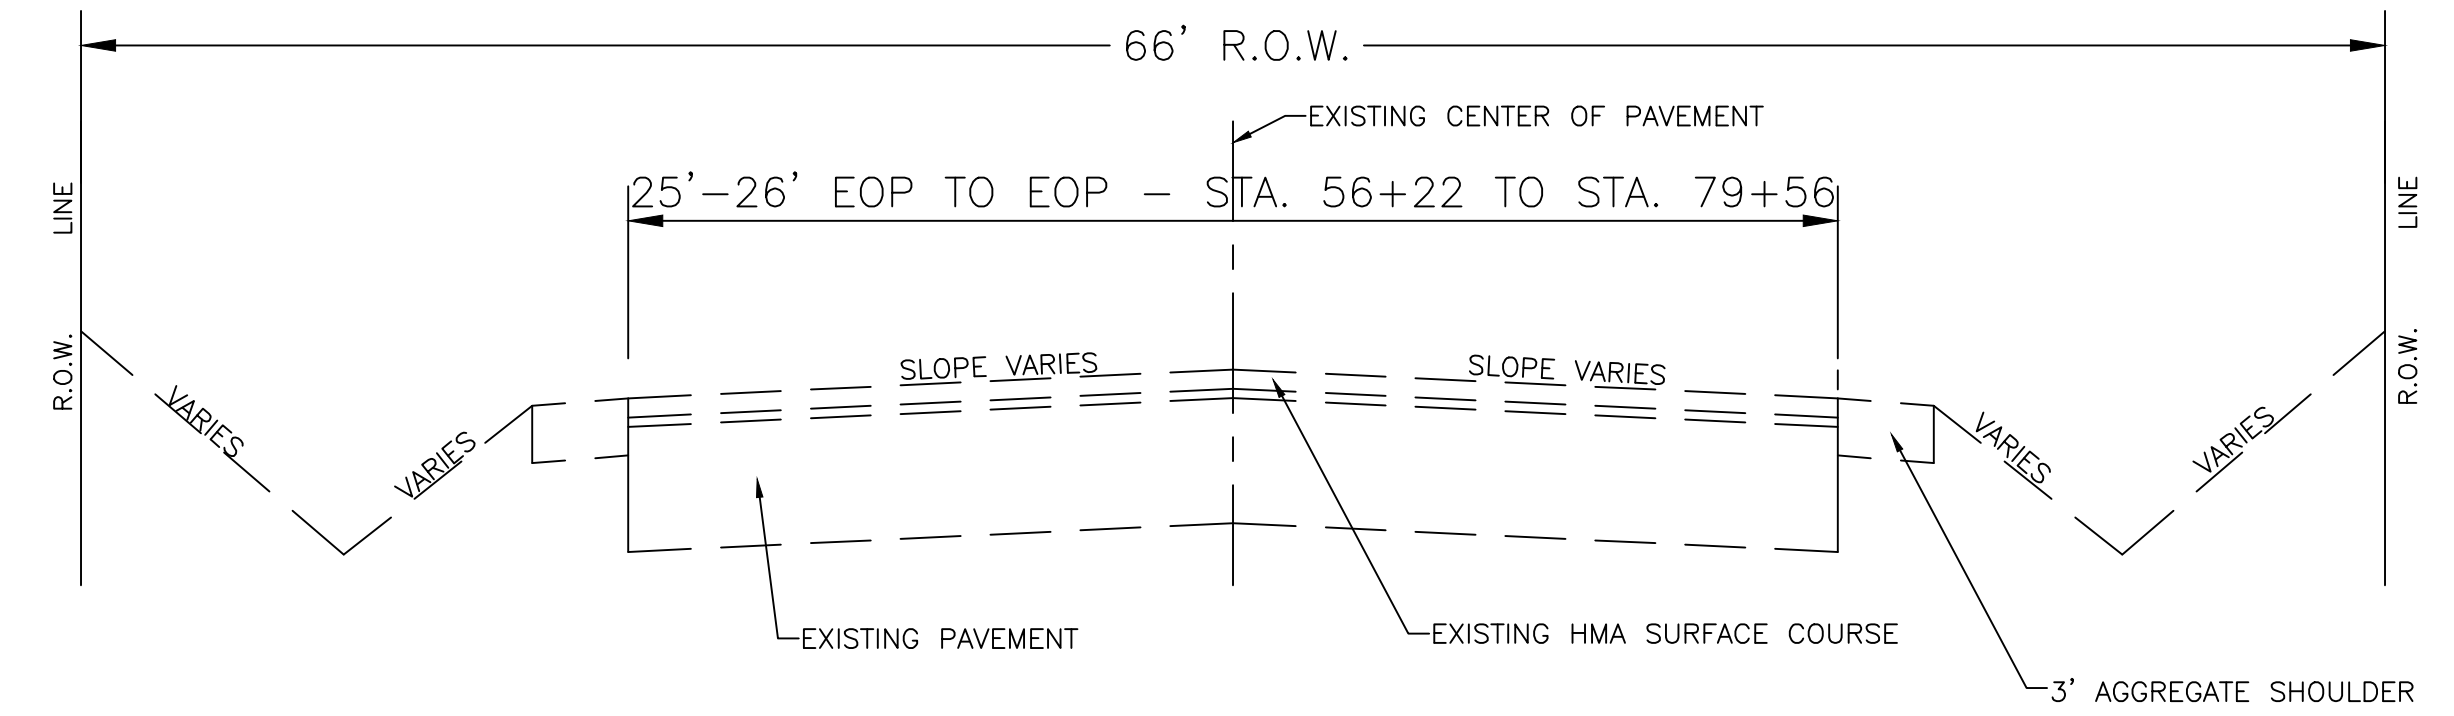 66' R.O.W.
EXISTING CENTER OF PAVEMENT
25'-26' EOP TO EOP - STA. 56+22 TO STA. 79+56
R.O.W. LINE
R.O.W. LINE
SLOPE VARIES
SLOPE VARIES
VARIES
VARIES
VARIES
VARIES
EXISTING PAVEMENT
EXISTING HMA SURFACE COURSE
3' AGGREGATE SHOULDER